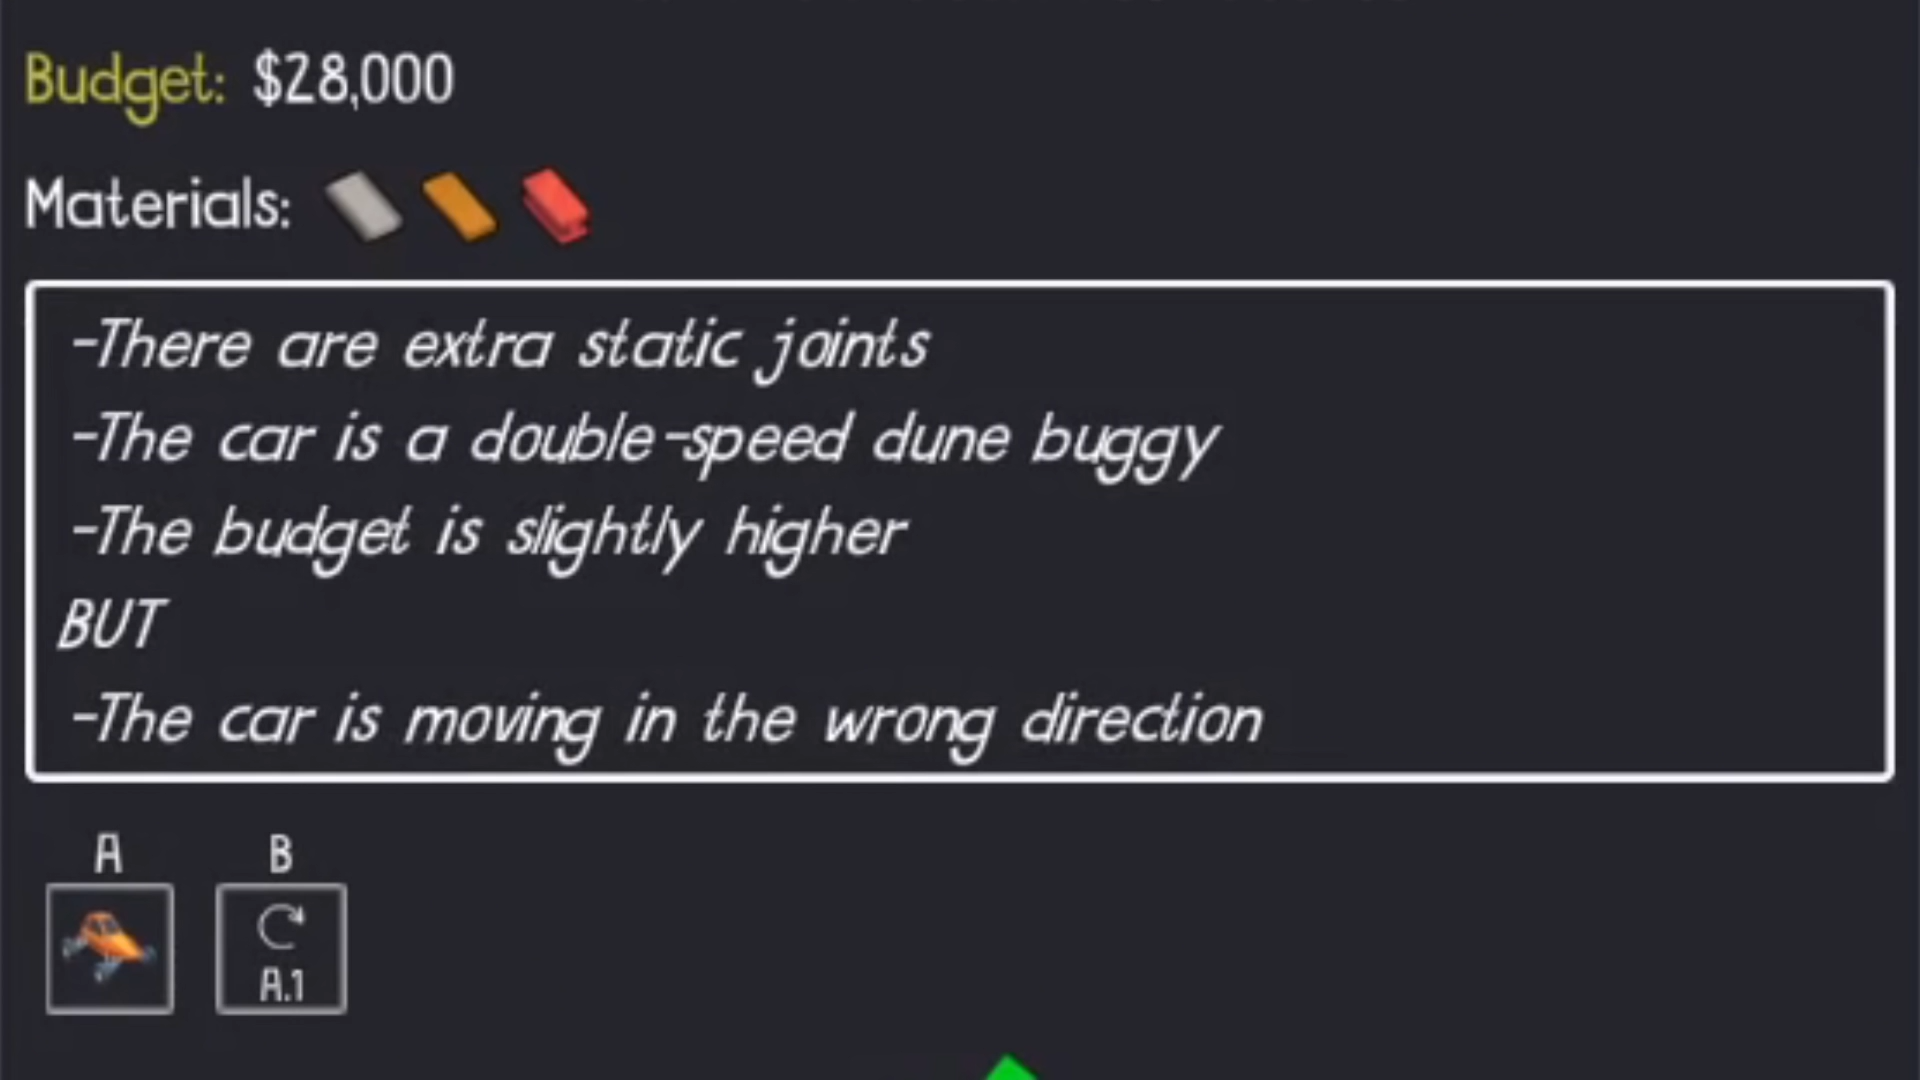 Budget: $28,000
Materials:
-There are extra static joints
-The car is a double-speed dune buggy
-The budget is slightly higher
BUT
-The car is moving in the wrong direction
A B
A.1